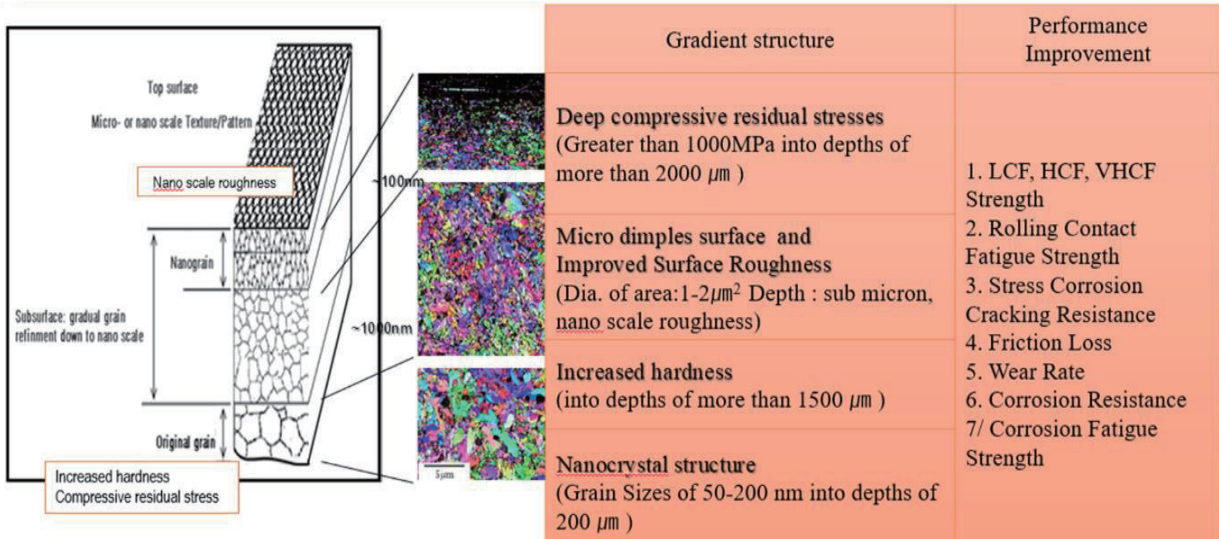 Top surface
Micro- or nano scale Texture/Pattern
Nano scale roughness
~100nm
Nanograin
Subsurface: gradual grain
refinment down to nano scale
~1000nm
Original grain
Increased hardness
Compressive residual stress
5μm
Gradient structure
Performance
Improvement
Deep compressive residual stresses
(Greater than 1000MPa into depths of
more than 2000 μm )
Micro dimples surface and
Improved Surface Roughness
(Dia. of area:1-2μm² Depth : sub micron,
nano scale roughness)
Increased hardness
(into depths of more than 1500 μm )
Nanocrystal structure
(Grain Sizes of 50-200 nm into depths of
200 μm )
1. LCF, HCF, VHCF
Strength
2. Rolling Contact
Fatigue Strength
3. Stress Corrosion
Cracking Resistance
4. Friction Loss
5. Wear Rate
6. Corrosion Resistance
7/ Corrosion Fatigue
Strength